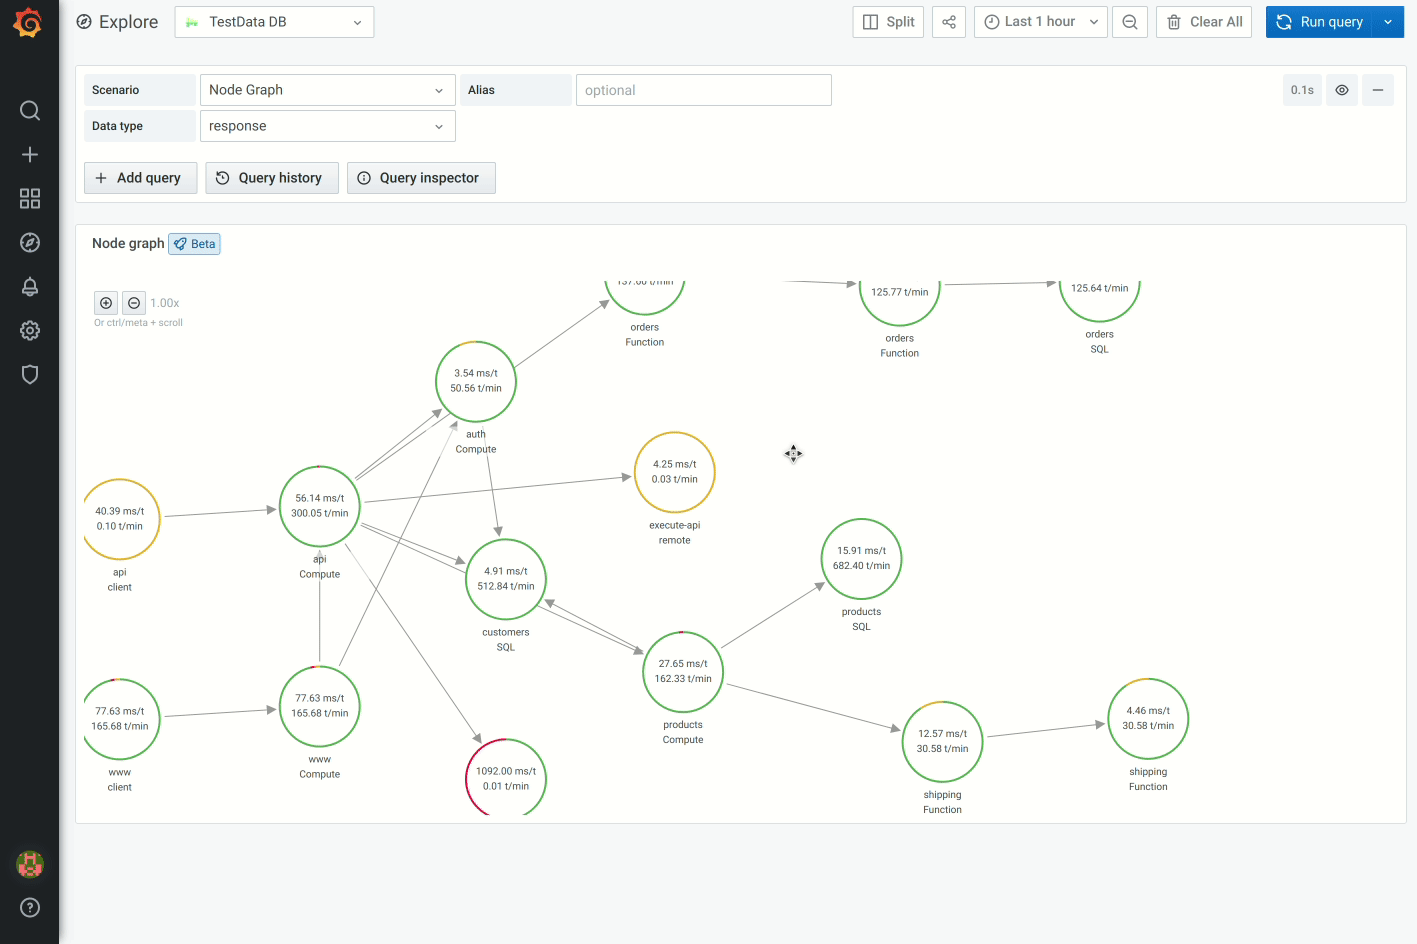 Explore
TestData DB
Split
Last 1 hour
Clear All
Run query
Scenario
Node Graph
Alias
optional
0.1s
Data type
response
Add query
Query history
Query inspector
Node graph
Beta
1.00x
Or ctrl/meta + scroll
orders
Function
125.77 t/min
orders
Function
125.64 t/min
orders
SQL
3.54 ms/t
50.56 t/min
auth
Compute
4.25 ms/t
0.03 t/min
execute-api
remote
40.39 ms/t
0.10 t/min
api
client
56.14 ms/t
300.05 t/min
api
Compute
4.91 ms/t
512.84 t/min
customers
SQL
15.91 ms/t
682.40 t/min
products
SQL
27.65 ms/t
162.33 t/min
products
Compute
77.63 ms/t
165.68 t/min
www
client
77.63 ms/t
165.68 t/min
www
Compute
1092.00 ms/t
0.01 t/min
12.57 ms/t
30.58 t/min
shipping
Function
4.46 ms/t
30.58 t/min
shipping
Function